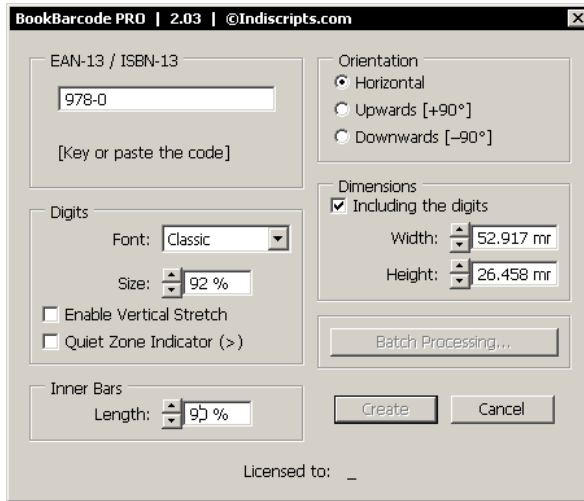 BookBarcode PRO | 2.03 | ©Indiscripts.com
EAN-13 / ISBN-13
978-0
[Key or paste the code]
Digits
Font: Classic
Size: 92 %
Enable Vertical Stretch
Quiet Zone Indicator (>)
Inner Bars
Length: %
Orientation
Horizontal
Upwards [+90°]
Downwards [–90°]
Dimensions
Including the digits
Width: 52.917 mr
Height: 26.458 mr
Batch Processing...
Create Cancel
Licensed to: _